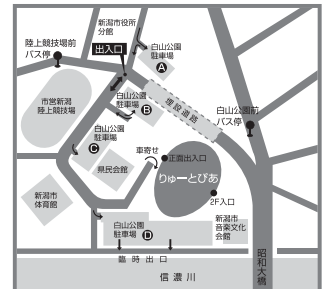 新潟市役所
分館
陸上競技場前
バス停
出入口
白山公園
駐車場
A
白山公園
駐車場
B
埋設道路
白山公園前
バス停
市営新潟
陸上競技場
白山公園
駐車場
C
車寄せ
正面出入口
県民会館
りゅーとぴあ
2F入口
新潟市
体育館
白山公園
駐車場
D
新潟市
音楽文化
会館
臨時出口
昭和大橋
信濃川